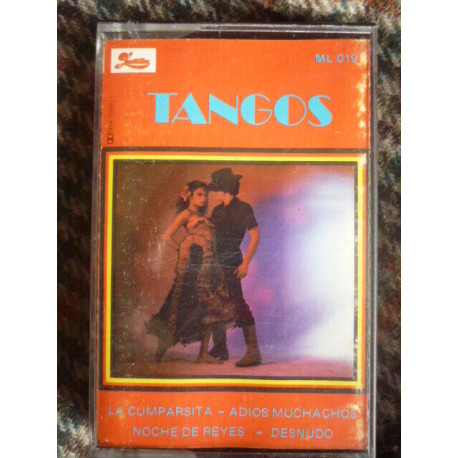 ML 019
TANGOS
LA CUMPARSITA - ADIOS MUCHACHOS
NOCHE DE REYES - DESNUDO